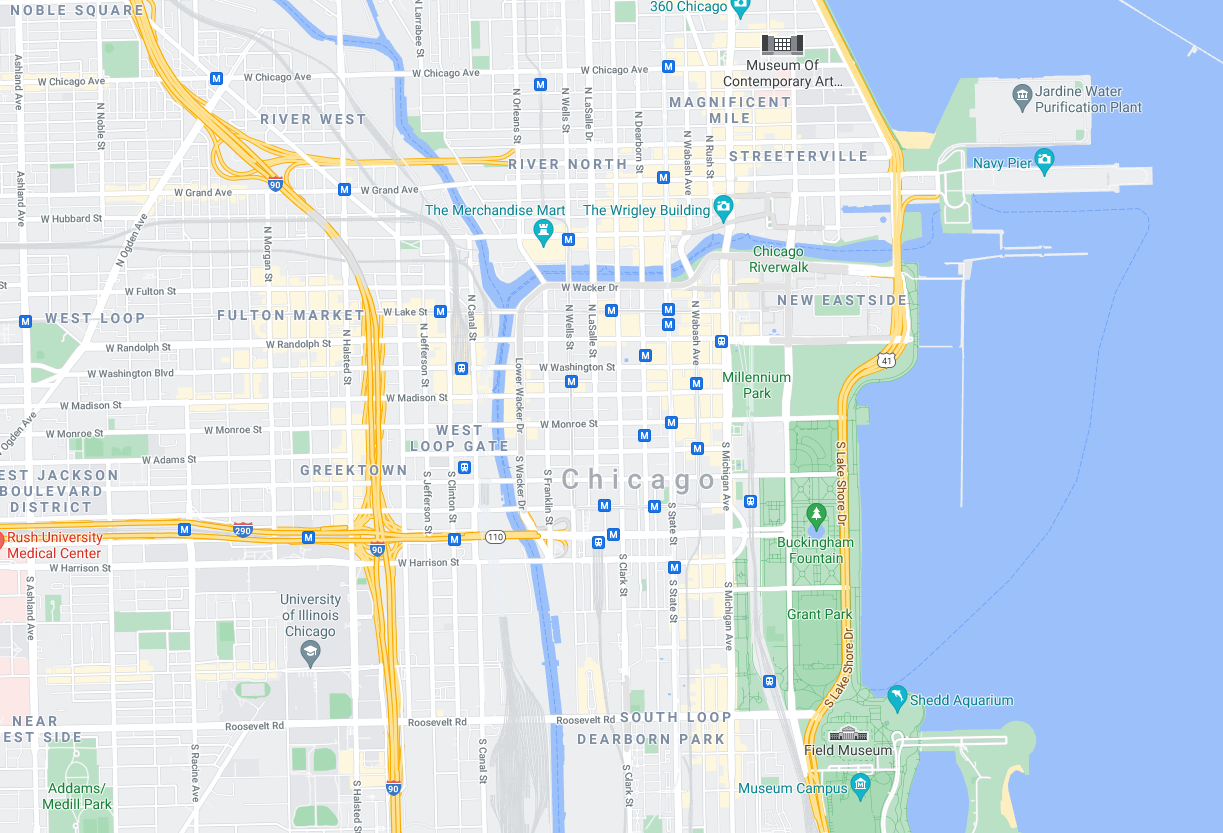 NOBLE SQUARE
360 Chicago
N Larrabee St
Museum Of
Contemporary Art...
W Chicago Ave
M
W Chicago Ave
W Chicago Ave
W Chicago Ave
M
M
Ashland Ave
N Noble St
RIVER WEST
N Orleans St
N Wells St
N LaSalle Dr
N Dearborn St
MAGNIFICENT
MILE
N Wabash Ave
N Rush St
STREETERVILLE
Jardine Water
Purification Plant
Navy Pier
RIVER NORTH
90
M
M
W Grand Ave
W Grand Ave
Ashland Ave
W Hubbard St
N Ogden Ave
N Morgan St
The Merchandise Mart
M
The Wrigley Building
Chicago
Riverwalk
St
W Fulton St
W Wacker Dr
NEW EASTSIDE
M
WEST LOOP
FULTON MARKET
W Lake St
M
N Canal St
N Wells St
N LaSalle St
M
M
M
N Wabash Ave
N Halsted St
N Jefferson St
W Randolph St
W Randolph St
M
41
W Washington Blvd
W Washington St
M
M
Millennium
Park
Lower Wacker Dr
W Madison St
W Madison St
Ogden Ave
W Monroe St
W Monroe St
M
M
M
WEST
LOOP GATE
W Adams St
GREEKTOWN
EST JACKSON
BOULEVARD
DISTRICT
S Jefferson St
S Clinton St
S Wacker Dr
S Franklin St
Chicago
S Michigan Ave
S Lake Shore Dr
M
M
S State St
Rush University
Medical Center
M
290
M
90
M
110
M
Buckingham
Fountain
W Harrison St
W Harrison St
M
S Ashland Ave
S Clark St
S State St
S Michigan Ave
University
of Illinois
Chicago
Grant Park
S Lake Shore Dr
Shedd Aquarium
NEAR
EST SIDE
Roosevelt Rd
Roosevelt Rd
Roosevelt Rd
SOUTH LOOP
DEARBORN PARK
Field Museum
S Racine Ave
S Canal St
S Clark St
S Halsted St
90
Addams/
Medill Park
Museum Campus